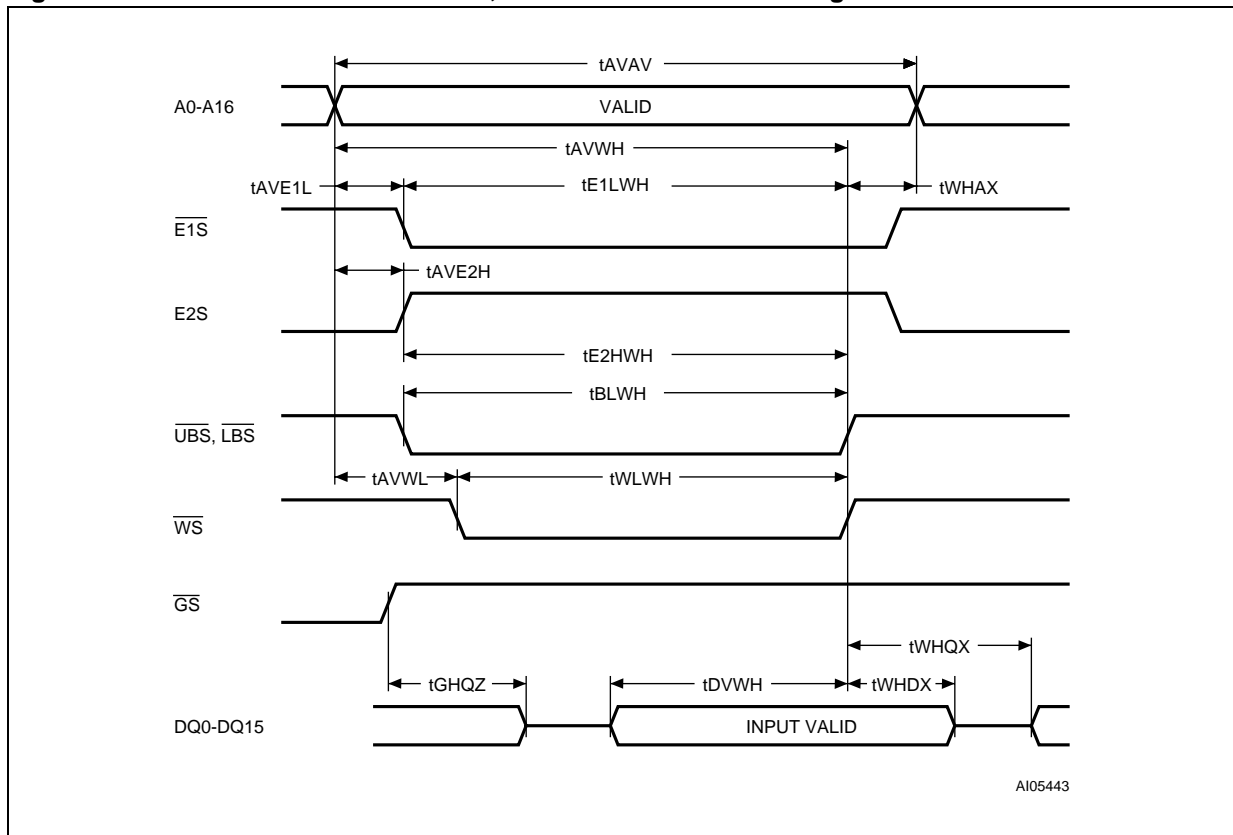 tAVAV
A0-A16
VALID
tAVWH
tAVE1L
tE1LWH
tWHAX
E1S
tAVE2H
E2S
tE2HWH
tBLWH
UBS, LBS
tAVWL
tWLWH
WS
GS
tWHQX
tGHQZ
tDVWH
tWHDX
DQ0-DQ15
INPUT VALID
AI05443